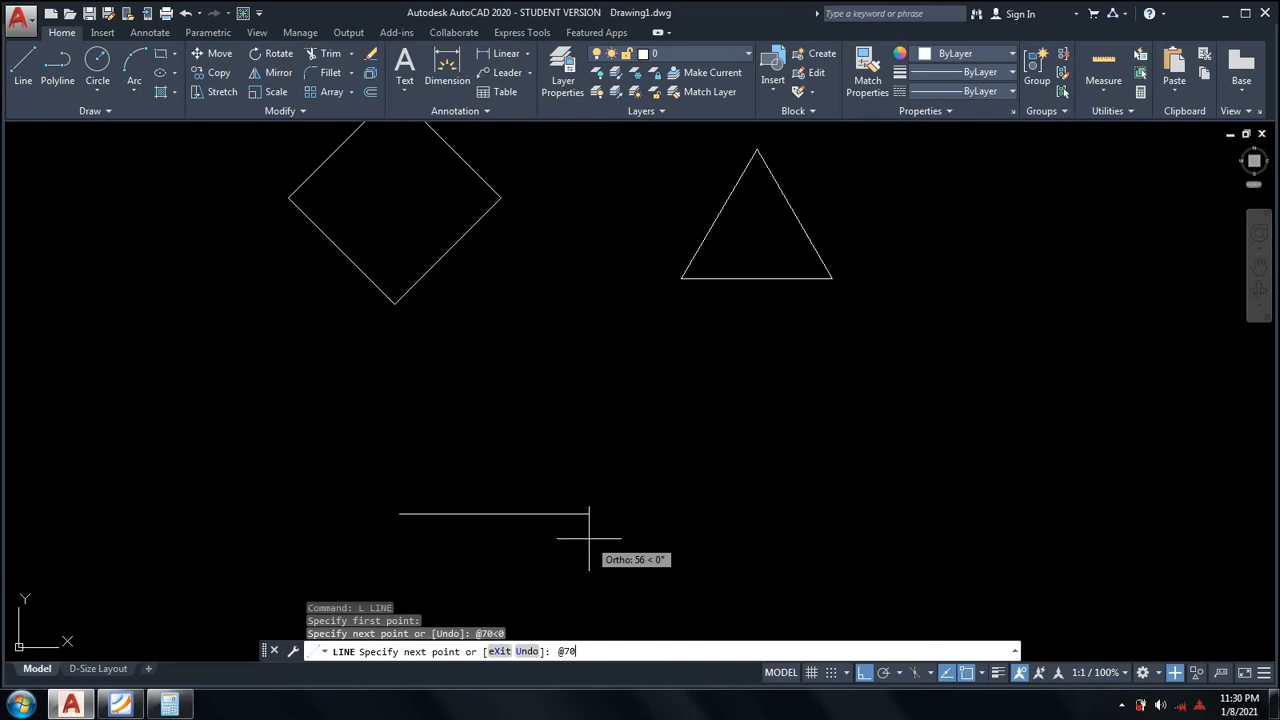 Autodesk AutoCAD 2020 - STUDENT VERSION Drawing1.dwg
Type a keyword or phrase
Sign In
Home Insert Annotate Parametric View Manage Output Add-ins Collaborate Express Tools Featured Apps
Line
Polyline
Circle
Arc
Move
Copy
Stretch
Rotate
Mirror
Scale
Trim
Fillet
Array
Text
Dimension
Linear
Leader
Table
Layer
Properties
0
Make Current
Match Layer
Insert
Create
Edit
Match
Properties
ByLayer
ByLayer
ByLayer
Group
Measure
Paste
Base
Draw
Modify
Annotation
Layers
Block
Properties
Groups
Utilities
Clipboard
View
N
W
E
S
Ortho: 56 < 0°
Y
X
Command: L LINE
Specify first point:
Specify next point or [Undo]: @70<0
LINE Specify next point or [eXit Undo]: @70
Model
D-Size Layout
+
MODEL
1:1 / 100%
11:30 PM
1/8/2021